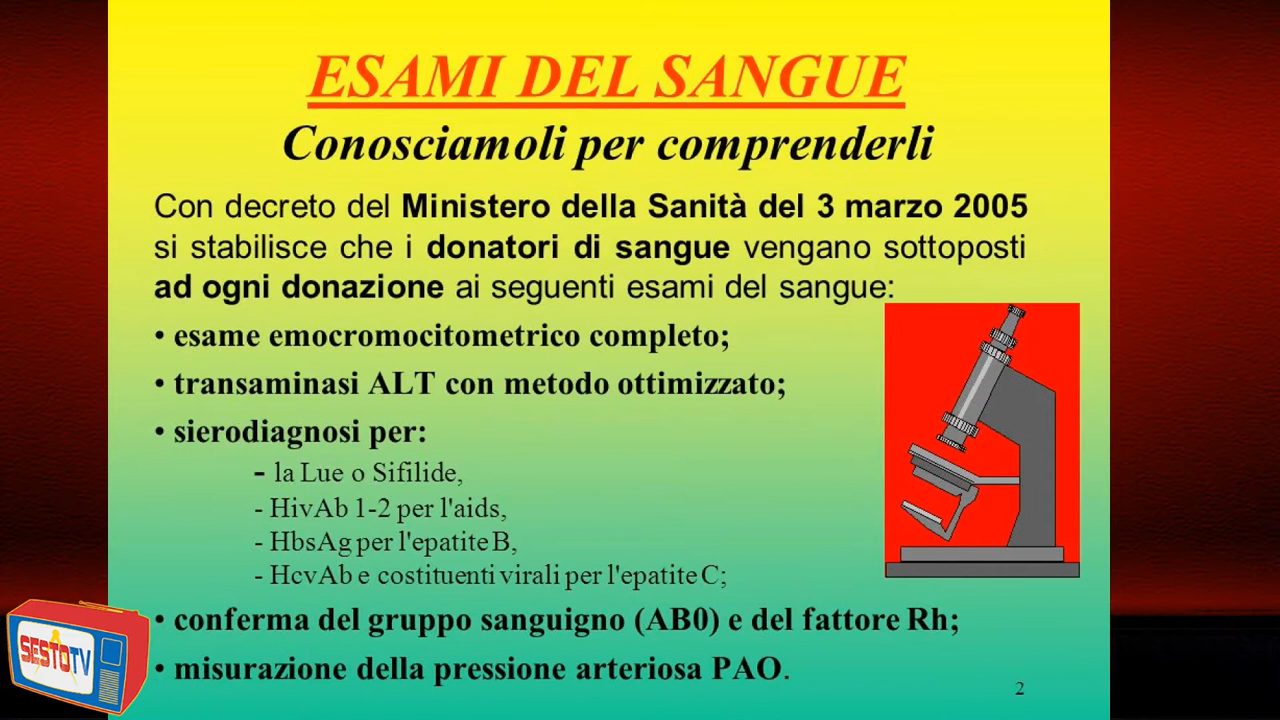 ESAMI DEL SANGUE
Conosciamoli per comprenderli
Con decreto del Ministero della Sanità del 3 marzo 2005
si stabilisce che i donatori di sangue vengano sottoposti
ad ogni donazione ai seguenti esami del sangue:
• esame emocromocitometrico completo;
• transaminasi ALT con metodo ottimizzato;
• sierodiagnosi per:
- la Lue o Sifilide,
- HivAb 1-2 per l'aids,
- HbsAg per l'epatite B,
- HcvAb e costituenti virali per l'epatite C;
• conferma del gruppo sanguigno (AB0) e del fattore Rh;
• misurazione della pressione arteriosa PAO.
2
SESTO TV